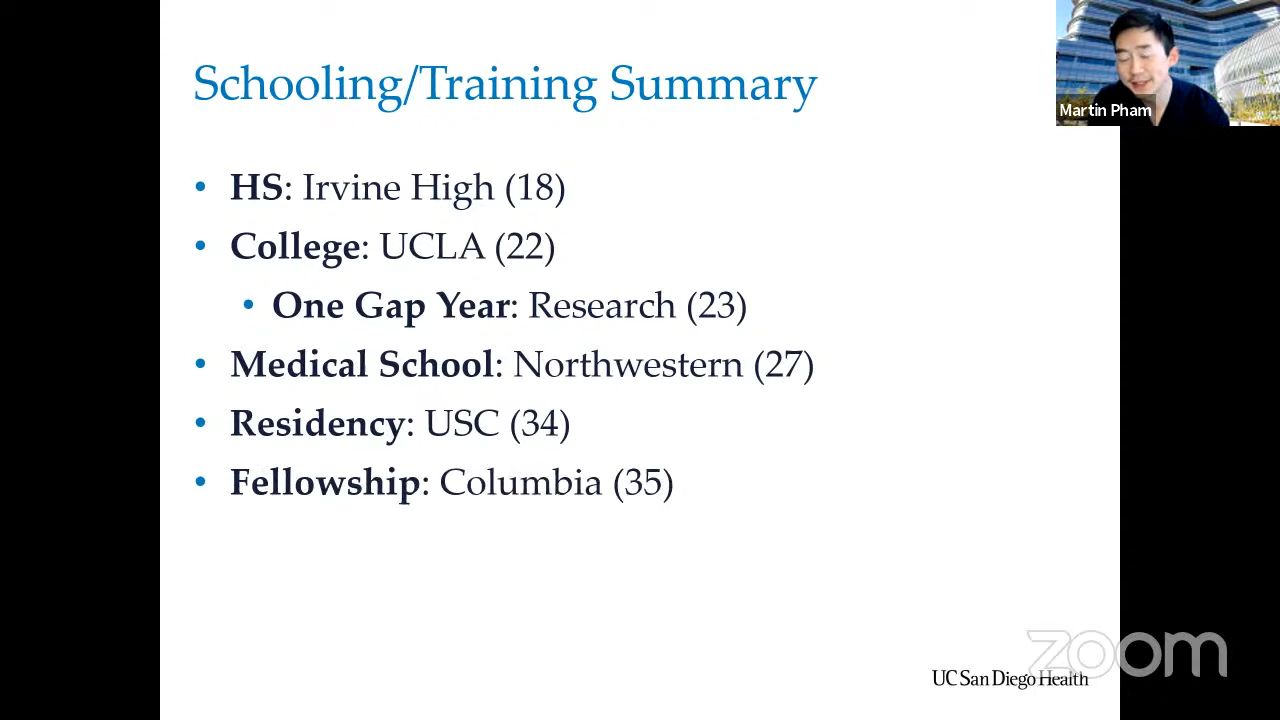 Schooling/Training Summary
Martin Pham
• HS: Irvine High (18)
• College: UCLA (22)
• One Gap Year: Research (23)
• Medical School: Northwestern (27)
• Residency: USC (34)
• Fellowship: Columbia (35)
zoom
UC San Diego Health